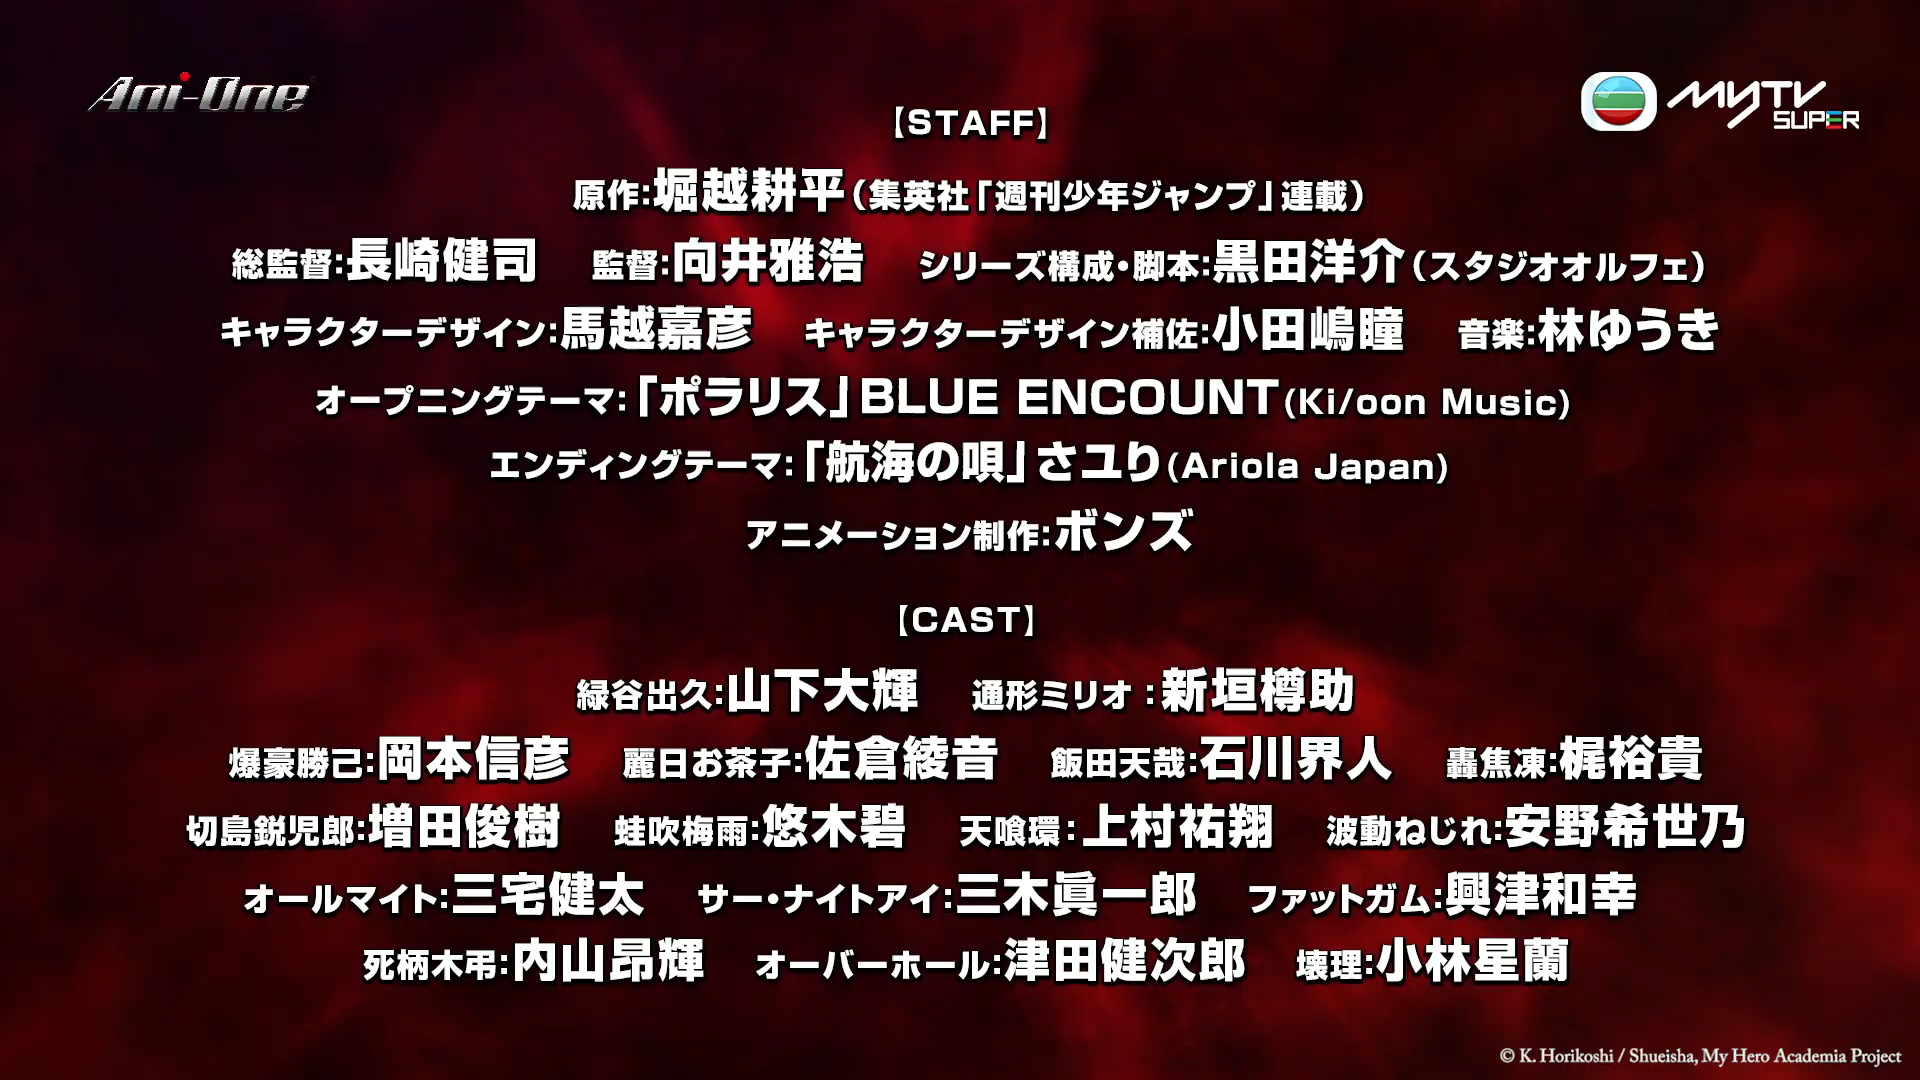 Ani-One
MYTV SUPER
【STAFF】
原作:堀越耕平(集英社「週刊少年ジャンプ」連載)
総監督:長崎健司 監督:向井雅浩 シリーズ構成・脚本:黒田洋介(スタジオオルフェ)
キャラクターデザイン:馬越嘉彦 キャラクターデザイン補佐:小田嶋瞳 音楽:林ゆうき
オープニングテーマ:「ポラリス」BLUE ENCOUNT(Ki/oon Music)
エンディングテーマ:「航海の唄」さユり(Ariola Japan)
アニメーション制作:ボンズ
【CAST】
緑谷出久:山下大輝 通形ミリオ:新垣樽助
爆豪勝己:岡本信彦 麗日お茶子:佐倉綾音 飯田天哉:石川界人 轟焦凍:梶裕貴
切島鋭児郎:増田俊樹 蛙吹梅雨:悠木碧 天喰環:上村祐翔 波動ねじれ:安野希世乃
オールマイト:三宅健太 サー・ナイトアイ:三木眞一郎 ファットガム:興津和幸
死柄木弔:内山昂輝 オーバーホール:津田健次郎 壊理:小林星蘭
© K. Horikoshi / Shueisha, My Hero Academia Project